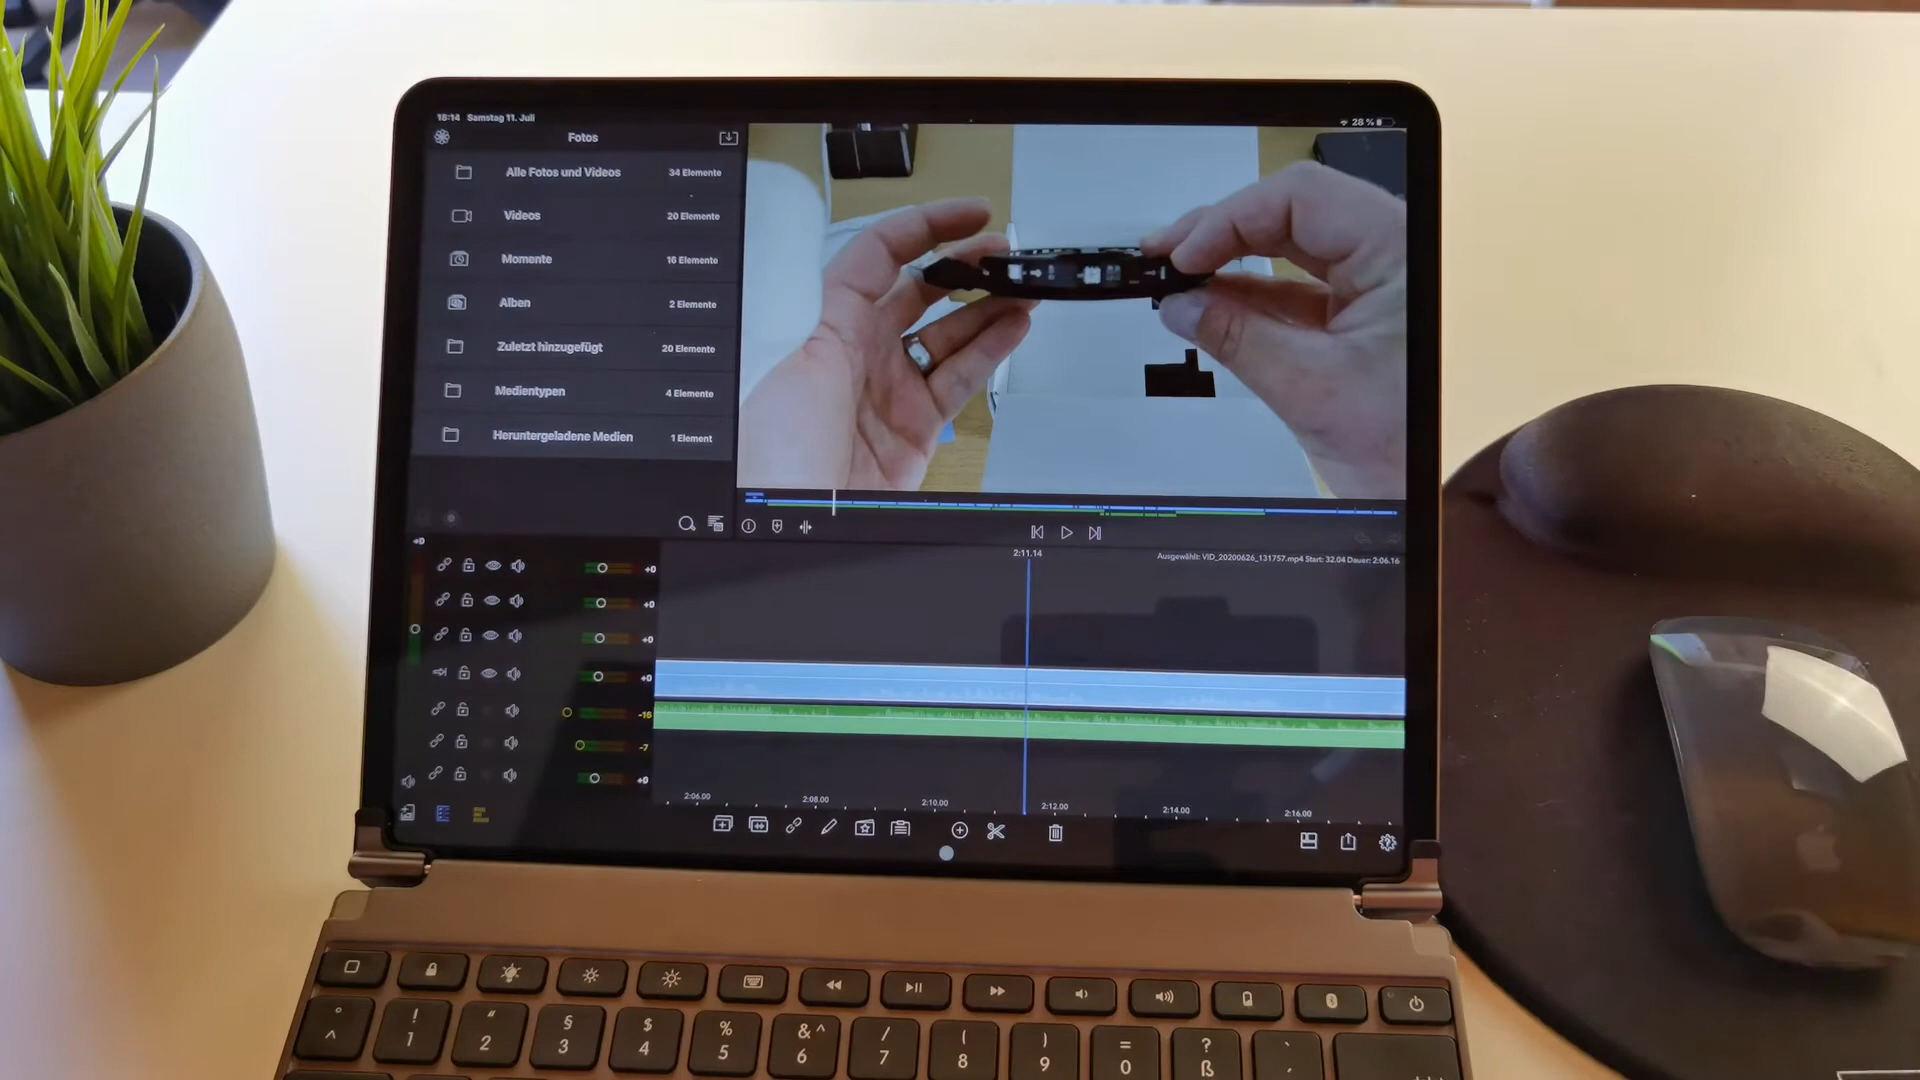 18:14 Samstag 11. Juli
28 %
Fotos
Alle Fotos und Videos 34 Elemente
Videos 20 Elemente
Momente 16 Elemente
Alben 2 Elemente
Zuletzt hinzugefügt 20 Elemente
Medientypen 4 Elemente
Heruntergeladene Medien 1 Element
+0
2:11.14
Ausgewählt: VID_20200626_131757.mp4 Start: 32.04 Dauer: 2:06.16
+0
+0
+0
+0
-16
-7
+0
2:06.00 2:08.00 2:10.00 2:12.00 2:14.00 2:16.00
° ! " § $ % & ^ / ( ) = ? `
^ 1 2 3 4 5 6 7 8 9 0 ß ´